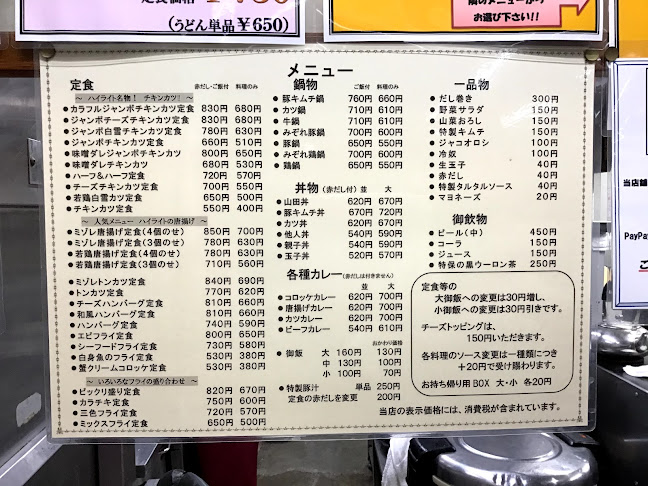 (うどん単品￥650)
お選び下さい!!
メニュー
定食 赤だし・ご飯付 料理のみ
～ ハイライト名物！ チキンカツ！ ～
● カラフルジャンボチキンカツ定食 830円 680円
● ジャンボチーズチキンカツ定食 830円 680円
● ジャンボ白雪チキンカツ定食 780円 630円
● ジャンボチキンカツ定食 660円 510円
● 味噌ダレジャンボチキンカツ 800円 650円
● 味噌ダレチキンカツ 680円 530円
● ハーフ&ハーフ定食 720円 570円
● チーズチキンカツ定食 700円 550円
● 若鶏白雪定食 650円 500円
● チキンカツ定食 550円 400円
～ 人気メニュー ハイライトの唐揚げ ～
● ミゾレ唐揚げ定食(4個のせ) 850円 700円
● ミゾレ唐揚げ定食(3個のせ) 780円 630円
● 若鶏唐揚げ定食(4個のせ) 780円 630円
● 若鶏唐揚げ定食(3個のせ) 710円 560円
● ミゾレトンカツ定食 840円 690円
● トンカツ定食 770円 620円
● チーズハンバーグ定食 810円 660円
● 和風ハンバーグ定食 810円 660円
● ハンバーグ定食 740円 590円
● エビフライ定食 800円 650円
● シーフードフライ定食 730円 580円
● 白身魚のフライ定食 530円 380円
● 蟹クリームコロッケ定食 530円 380円
～ いろいろなフライの盛り合わせ ～
● ビックリ盛り定食 820円 670円
● カラチキ定食 750円 600円
● 三色フライ定食 720円 570円
● ミックスフライ定食 650円 500円
鍋物 ご飯付 料理のみ
● 豚キムチ鍋 760円 660円
● カツ鍋 710円 610円
● 牛鍋 710円 610円
● みぞれ豚鍋 700円 600円
● 豚鍋 650円 550円
● みぞれ鶏鍋 700円 600円
● 鶏鍋 650円 550円
丼物 (赤だし付) 並 大
● 山田丼 620円 670円
● 豚キムチ丼 670円 720円
● カツ丼 620円 670円
● 他人丼 540円 590円
● 親子丼 540円 590円
● 玉子丼 520円 570円
各種カレー (赤だしは付きません)
並 大
● コロッケカレー 620円 700円
● 唐揚げカレー 620円 700円
● カツカレー 620円 700円
● ビーフカレー 540円 610円
おかわり価格
● 御飯 大 160円 130円
中 130円 100円
小 100円 70円
● 特製豚汁 単品 250円
定食の赤だしを変更 200円
一品物
● だし巻き 300円
● 野菜サラダ 150円
● 山菜おろし 150円
● 特製キムチ 150円
● ジャコオロシ 100円
● 冷奴 100円
● 生玉子 40円
● 赤だし 40円
● 特製タルタルソース 40円
● マヨネーズ 20円
御飲物
● ビール(中) 450円
● コーラ 150円
● ジュース 150円
● 特保の黒ウーロン茶 250円
定食等の
大御飯への変更は30円増し、
小御飯への変更は30円引きです。
チーズトッピングは、
150円いただきます。
各料理のソース変更は一種類につき
+20円で受け賜わります。
お持ち帰り用 BOX 大・小 各20円
当店の表示価格には、消費税が含まれています。
当店舗
PayPay